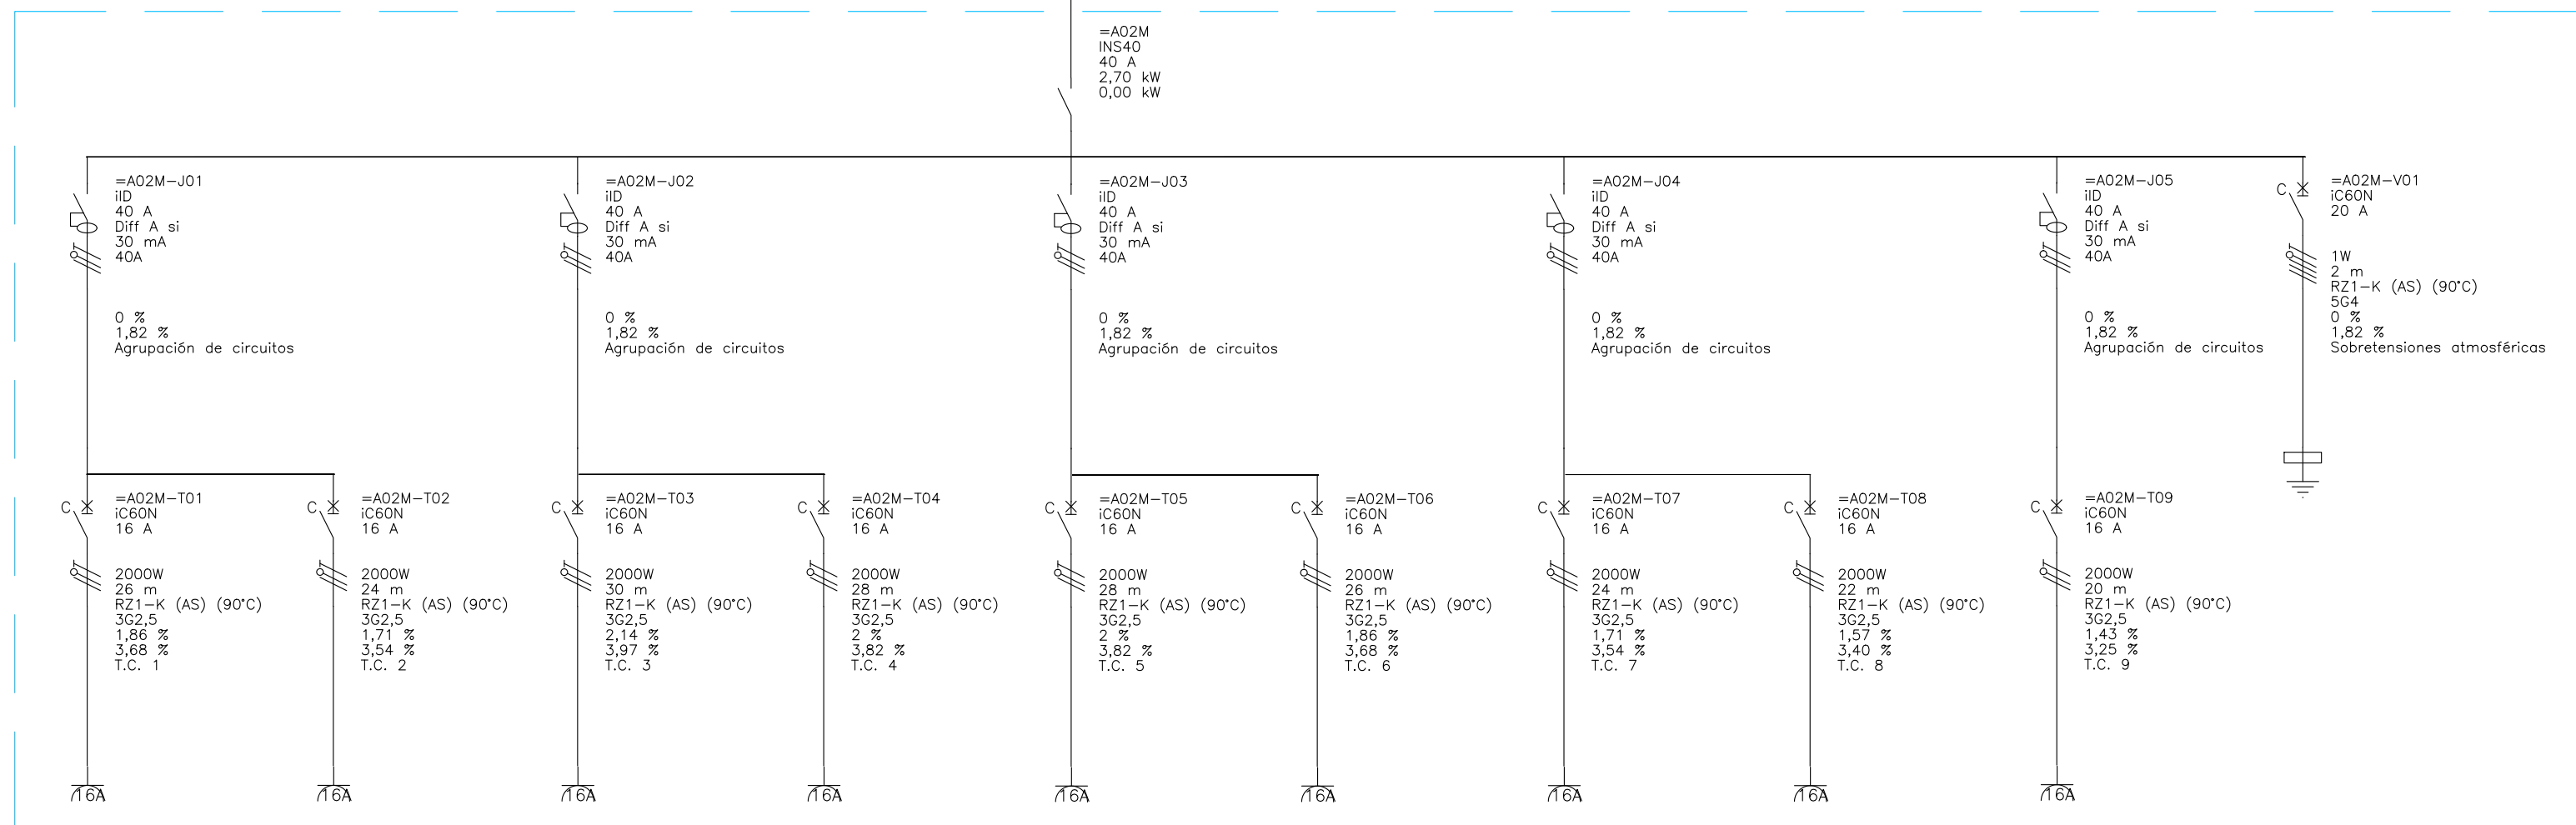 =A02M
INS40
40 A
2,70 kW
0,00 kW
=A02M-J01
iID
40 A
Diff A si
30 mA
40A
0 %
1,82 %
Agrupación de circuitos
=A02M-J02
iID
40 A
Diff A si
30 mA
40A
0 %
1,82 %
Agrupación de circuitos
=A02M-J03
iID
40 A
Diff A si
30 mA
40A
0 %
1,82 %
Agrupación de circuitos
=A02M-J04
iID
40 A
Diff A si
30 mA
40A
0 %
1,82 %
Agrupación de circuitos
=A02M-J05
iID
40 A
Diff A si
30 mA
40A
0 %
1,82 %
Agrupación de circuitos
C
=A02M-V01
iC60N
20 A
1W
2 m
RZ1-K (AS) (90°C)
5G4
0 %
1,82 %
Sobretensiones atmosféricas
C
=A02M-T01
iC60N
16 A
2000W
26 m
RZ1-K (AS) (90°C)
3G2,5
1,86 %
3,68 %
T.C. 1
16A
C
=A02M-T02
iC60N
16 A
2000W
24 m
RZ1-K (AS) (90°C)
3G2,5
1,71 %
3,54 %
T.C. 2
16A
C
=A02M-T03
iC60N
16 A
2000W
30 m
RZ1-K (AS) (90°C)
3G2,5
2,14 %
3,97 %
T.C. 3
16A
C
=A02M-T04
iC60N
16 A
2000W
28 m
RZ1-K (AS) (90°C)
3G2,5
2 %
3,82 %
T.C. 4
16A
C
=A02M-T05
iC60N
16 A
2000W
28 m
RZ1-K (AS) (90°C)
3G2,5
2 %
3,82 %
T.C. 5
16A
C
=A02M-T06
iC60N
16 A
2000W
26 m
RZ1-K (AS) (90°C)
3G2,5
1,86 %
3,68 %
T.C. 6
16A
C
=A02M-T07
iC60N
16 A
2000W
24 m
RZ1-K (AS) (90°C)
3G2,5
1,71 %
3,54 %
T.C. 7
16A
C
=A02M-T08
iC60N
16 A
2000W
22 m
RZ1-K (AS) (90°C)
3G2,5
1,57 %
3,40 %
T.C. 8
16A
C
=A02M-T09
iC60N
16 A
2000W
20 m
RZ1-K (AS) (90°C)
3G2,5
1,43 %
3,25 %
T.C. 9
16A